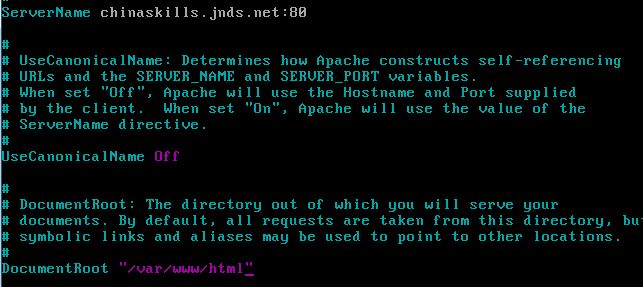 ServerName chinaskills.jnds.net:80
#
# UseCanonicalName: Determines how Apache constructs self-referencing
# URLs and the SERVER_NAME and SERVER_PORT variables.
# When set "Off", Apache will use the Hostname and Port supplied
# by the client.  When set "On", Apache will use the value of the
# ServerName directive.
#
UseCanonicalName Off
#
# DocumentRoot: The directory out of which you will serve your
# documents. By default, all requests are taken from this directory, bu
# symbolic links and aliases may be used to point to other locations.
#
DocumentRoot "/var/www/html"